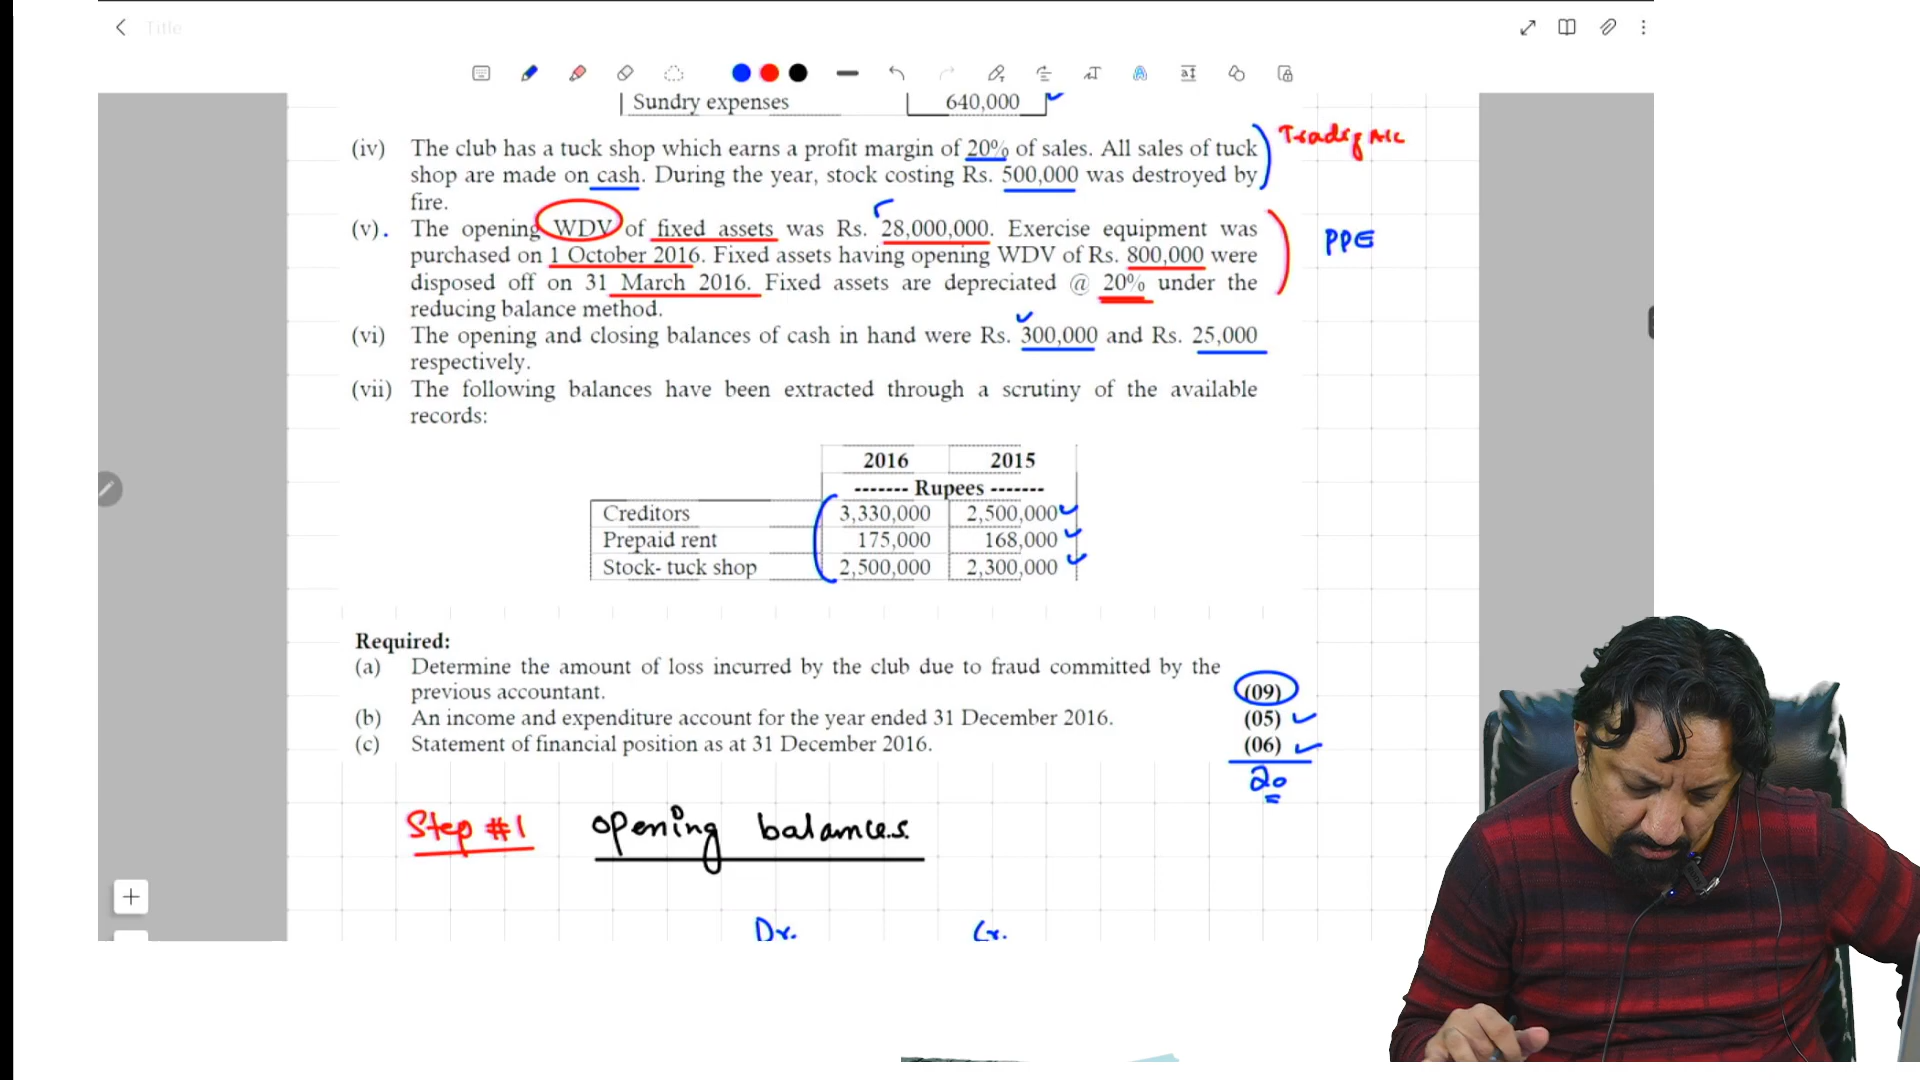 Title
Sundry expenses 640,000
(iv) The club has a tuck shop which earns a profit margin of 20% of sales. All sales of tuck
shop are made on cash. During the year, stock costing Rs. 500,000 was destroyed by
fire.
Trading A/c
(v). The opening WDV of fixed assets was Rs. 28,000,000. Exercise equipment was
purchased on 1 October 2016. Fixed assets having opening WDV of Rs. 800,000 were
disposed off on 31 March 2016. Fixed assets are depreciated @ 20% under the
reducing balance method.
PPE
(vi) The opening and closing balances of cash in hand were Rs. 300,000 and Rs. 25,000
respectively.
(vii) The following balances have been extracted through a scrutiny of the available
records:
2016 2015
------- Rupees -------
Creditors 3,330,000 2,500,000
Prepaid rent 175,000 168,000
Stock- tuck shop 2,500,000 2,300,000
Required:
(a) Determine the amount of loss incurred by the club due to fraud committed by the
previous accountant. (09)
(b) An income and expenditure account for the year ended 31 December 2016. (05)
(c) Statement of financial position as at 31 December 2016. (06)
20
Step #1 opening balances.
Dr. Cr.